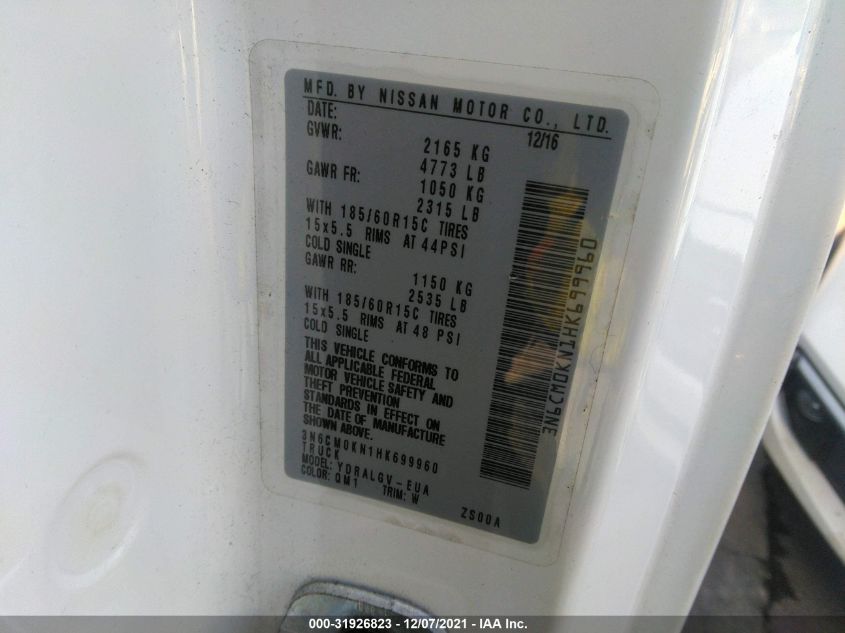 MFD. BY NISSAN MOTOR CO., LTD.
DATE: 12/16
GVWR: 2165 KG
4773 LB
GAWR FR: 1050 KG
2315 LB
WITH 185/60R15C TIRES
15x5.5 RIMS AT 44PSI
COLD SINGLE
GAWR RR: 1150 KG
2535 LB
WITH 185/60R15C TIRES
15x5.5 RIMS AT 48 PSI
COLD SINGLE
THIS VEHICLE CONFORMS TO
ALL APPLICABLE FEDERAL
MOTOR VEHICLE SAFETY AND
THEFT PREVENTION
STANDARDS IN EFFECT ON
THE DATE OF MANUFACTURE
SHOWN ABOVE.
3N6CM0KN1HK699960
TRUCK
MODEL: YDRALGV-EUA
COLOR: QM1 TRIM: W
ZS00A
3N6CM0KN1HK699960
000-31926823 - 12/07/2021 - IAA Inc.